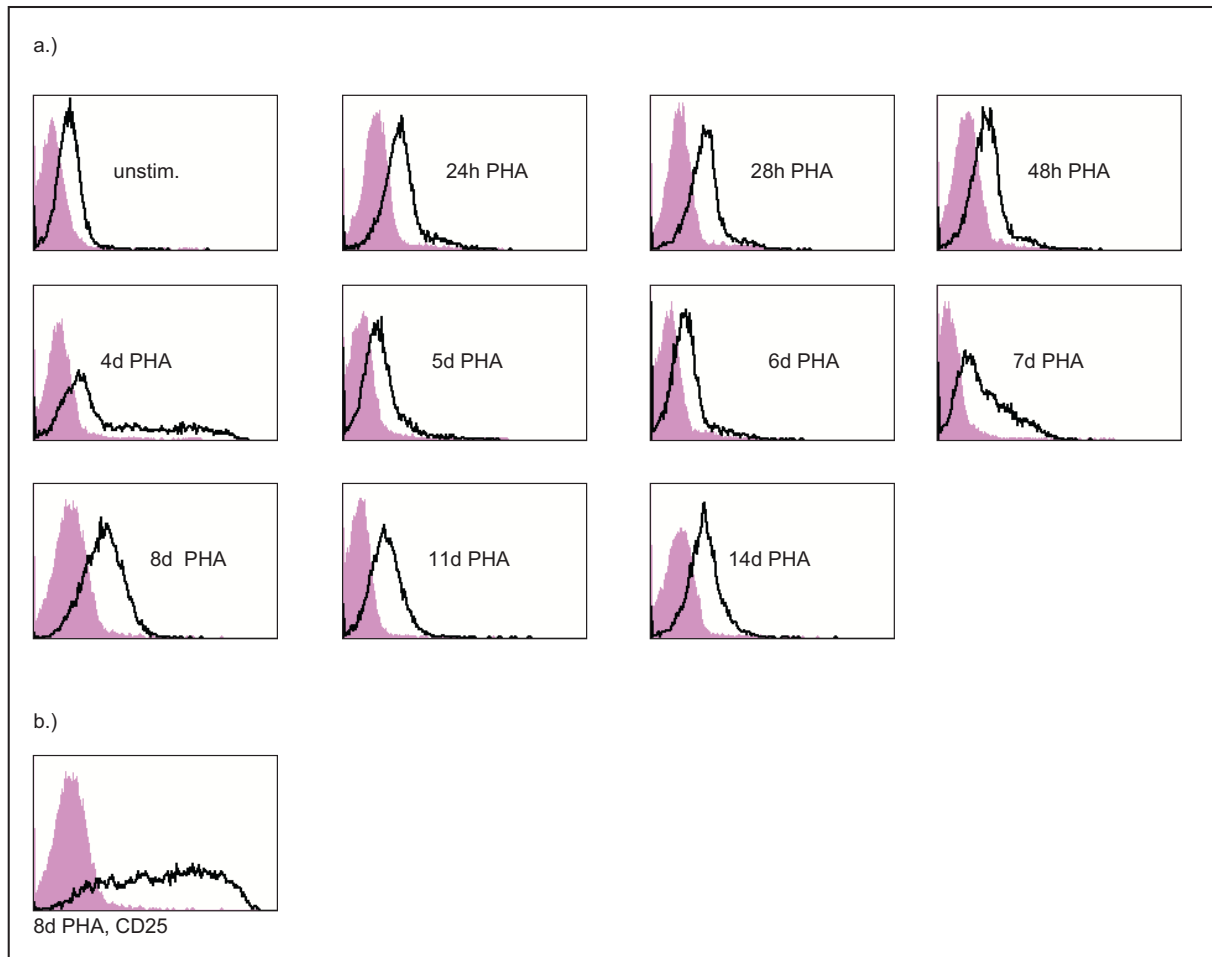 a.)
unstim.
24h PHA
28h PHA
48h PHA
4d PHA
5d PHA
6d PHA
7d PHA
8d PHA
11d PHA
14d PHA
b.)
8d PHA, CD25